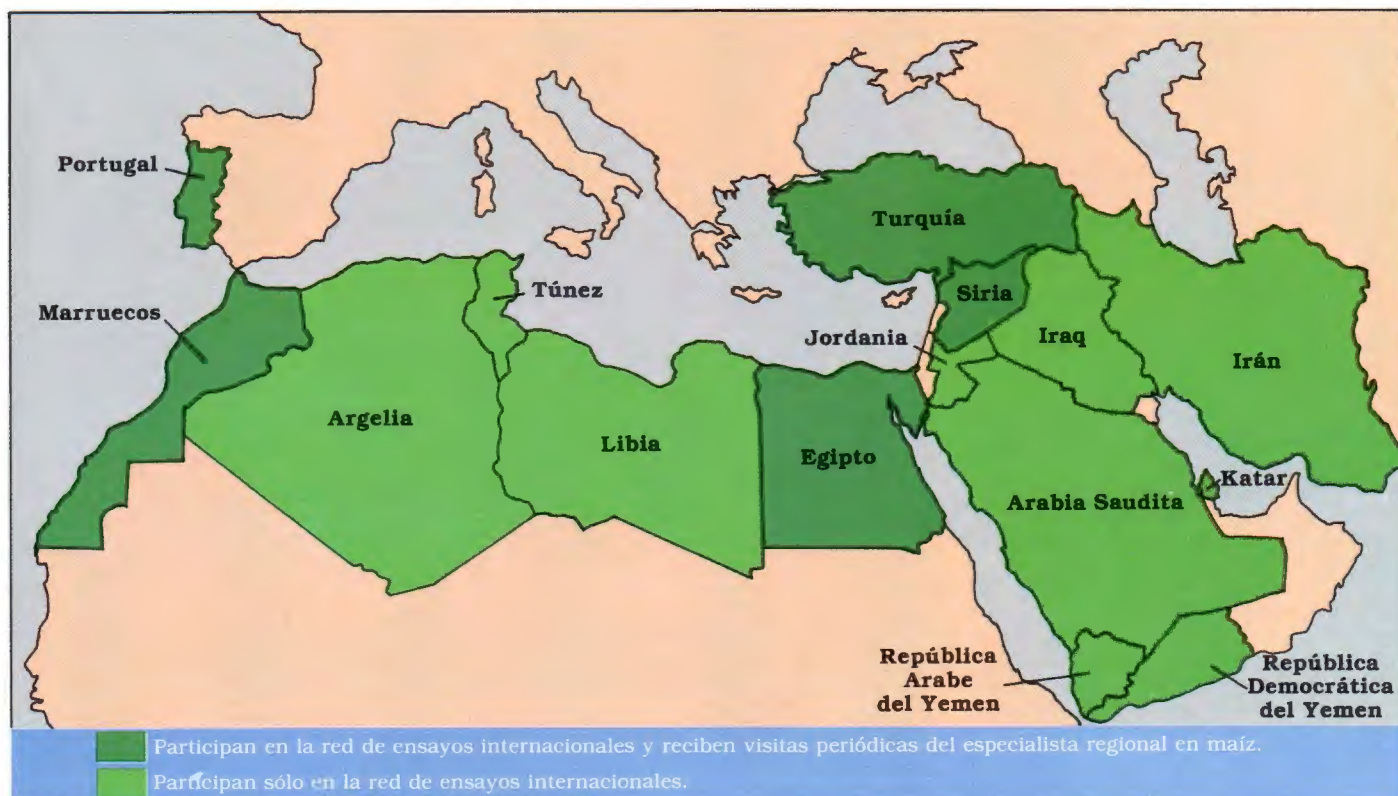 Portugal
Turquía
Túnez
Siria
Marruecos
Jordania
Iraq
Irán
Argelia
Libia
Egipto
Katar
Arabia Saudita
República
Arabe
del Yemen
República
Democrática
del Yemen
Participan en la red de ensayos internacionales y reciben visitas periódicas del especialista regional en maíz.
Participan sólo en la red de ensayos internacionales.